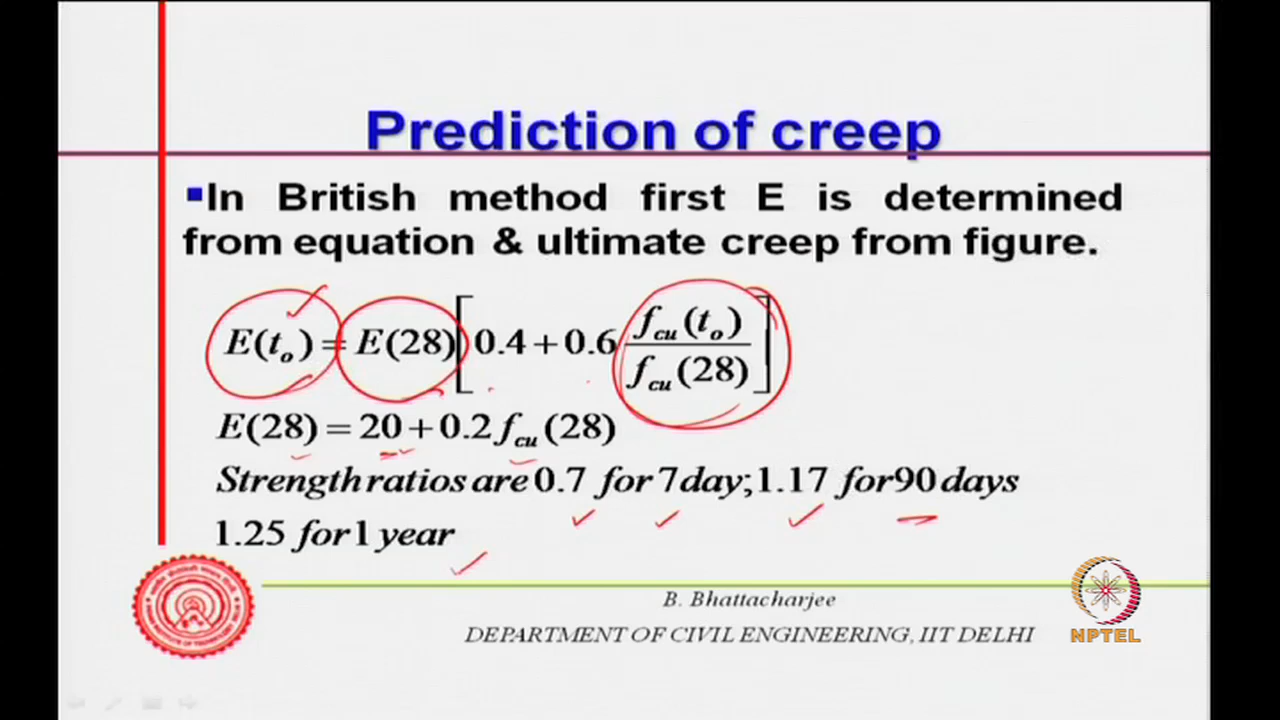 Prediction of creep
▪In British method first E is determined
from equation & ultimate creep from figure.
E(t_o) = E(28)[0.4 + 0.6 f_cu(t_o) / f_cu(28)]
E(28) = 20 + 0.2 f_cu (28)
Strength ratios are 0.7 for 7 day; 1.17 for 90 days
1.25 for 1 year
B. Bhattacharjee
DEPARTMENT OF CIVIL ENGINEERING, IIT DELHI
NPTEL